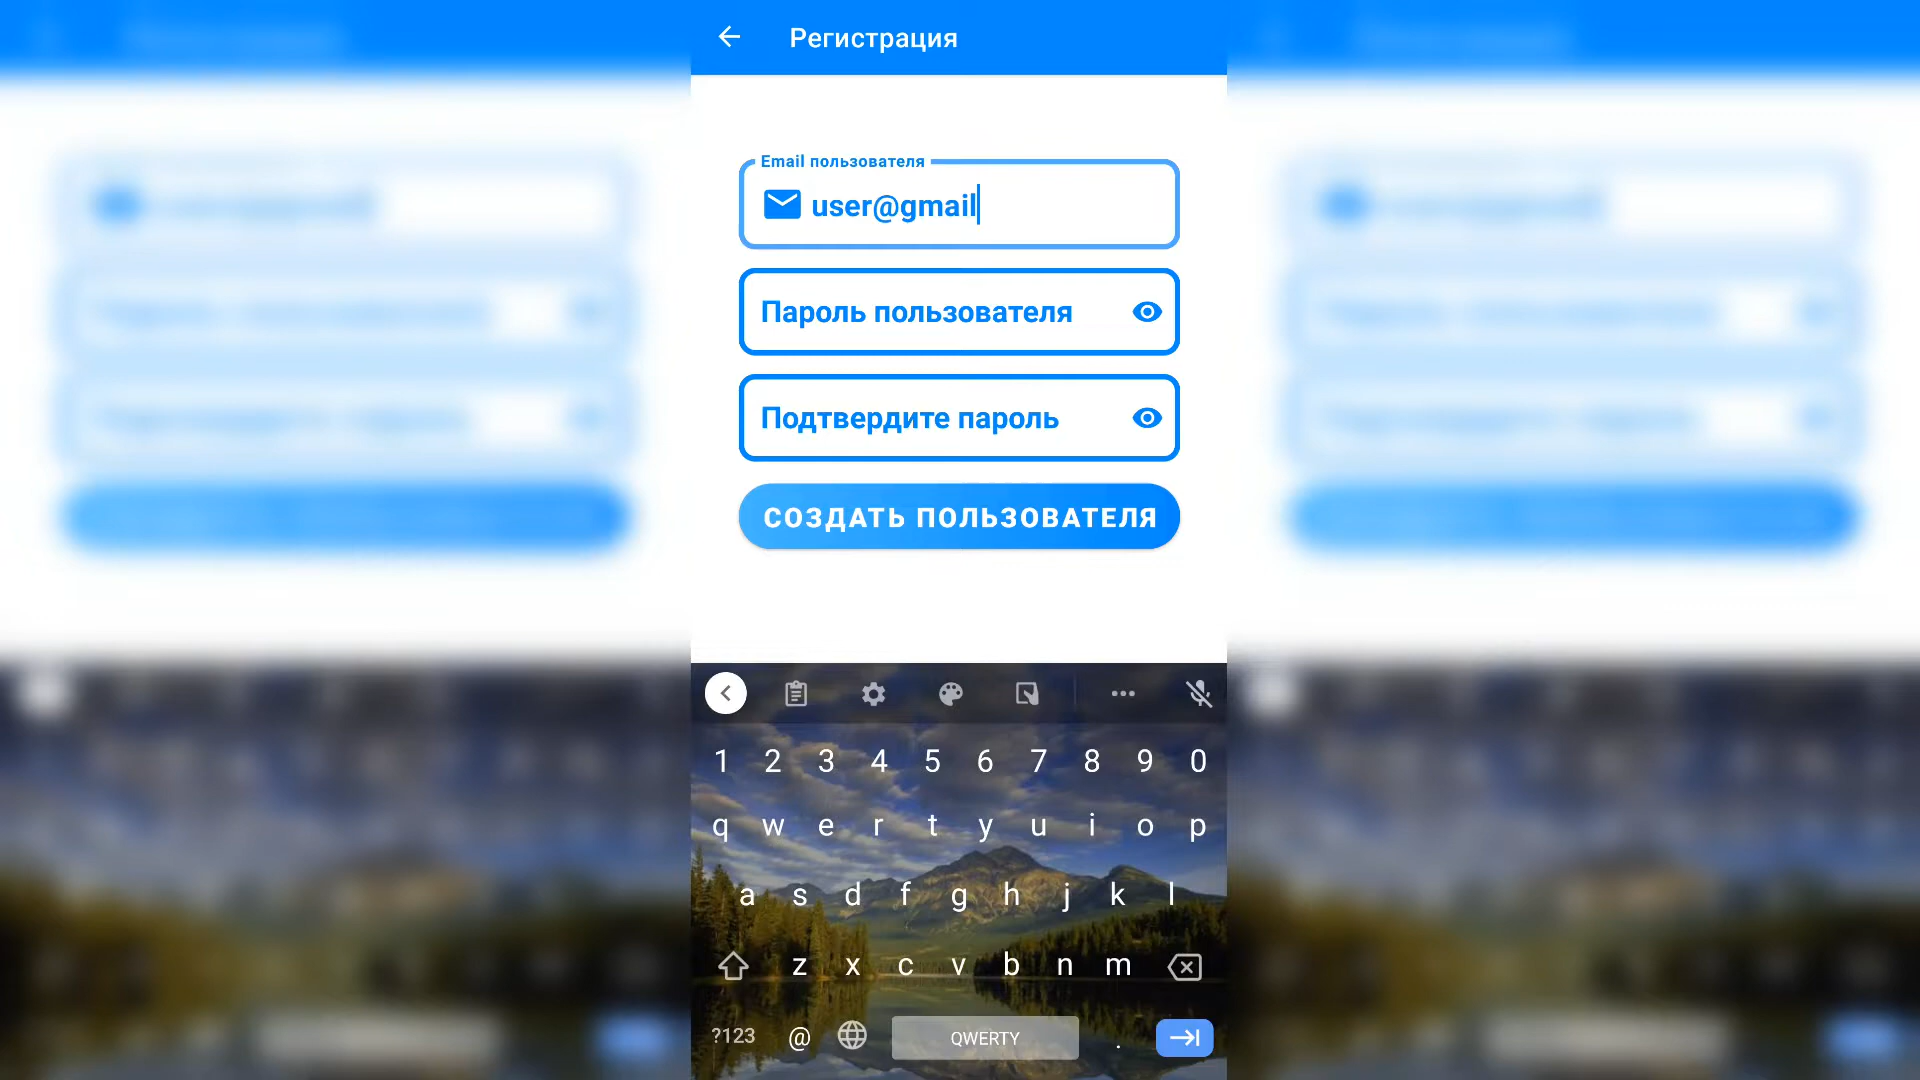 Регистрация
Email пользователя
user@gmail
Пароль пользователя
Подтвердите пароль
СОЗДАТЬ ПОЛЬЗОВАТЕЛЯ
1 2 3 4 5 6 7 8 9 0
q w e r t y u i o p
a s d f g h j k l
z x c v b n m
?123 @ QWERTY .